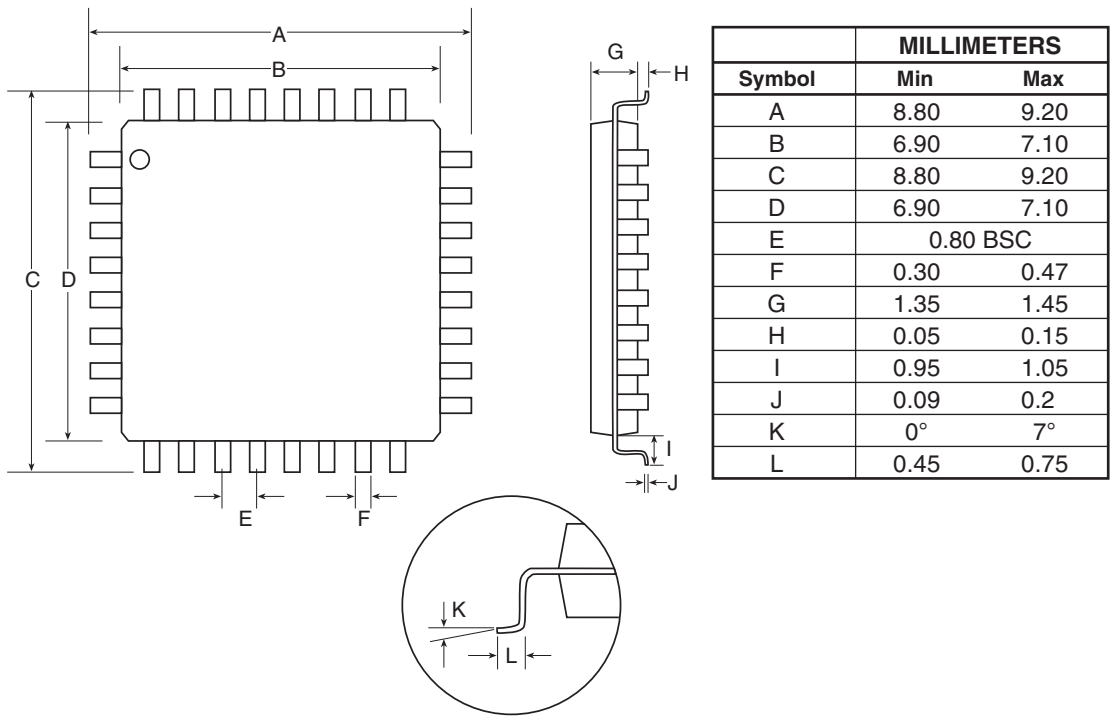 A
B
C
D
E
F
G
H
I
J
K
L
MILLIMETERS
Symbol Min Max
A 8.80 9.20
B 6.90 7.10
C 8.80 9.20
D 6.90 7.10
E 0.80 BSC
F 0.30 0.47
G 1.35 1.45
H 0.05 0.15
I 0.95 1.05
J 0.09 0.2
K 0° 7°
L 0.45 0.75